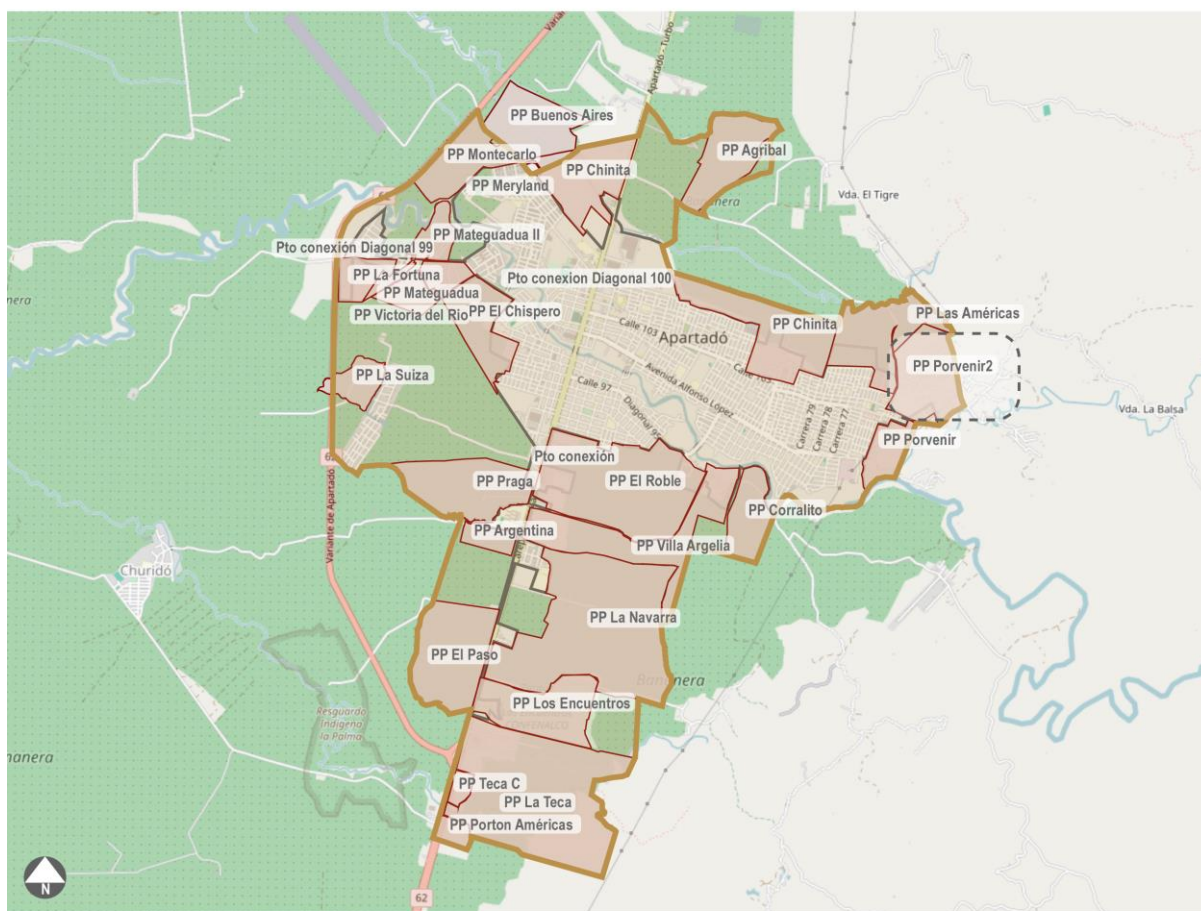 Apartadó - Turbo
PP Buenos Aires
PP Montecarlo
PP Chinita
PP Agribal
PP Meryland
Vda. El Tigre
PP Mateguadua II
Pto conexión Diagonal 99
PP La Fortuna
Pto conexion Diagonal 100
PP Mateguadua
PP Victoria del Rio
PP El Chispero
PP Las Américas
PP Chinita
Calle 103
Apartadó
PP La Suiza
Calle 97
Avenida Alfonso López
PP Porvenir2
Diagonal 95
Carrera 79
Carrera 78
Carrera 77
Vda. La Balsa
PP Porvenir
Pto conexión
62
Variante de Apartadó
PP Praga
PP El Roble
PP Corralito
PP Argentina
PP Villa Argelia
Churidó
PP La Navarra
PP El Paso
Bananera
PP Los Encuentros
Resguardo
Indígena
la Palma
PP Teca C
PP La Teca
PP Porton Américas
N
62